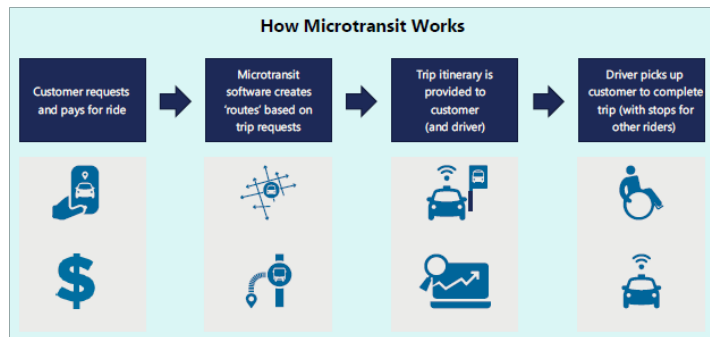 How Microtransit Works
Customer requests
and pays for ride
Microtransit
software creates
'routes' based on
trip requests
Trip itinerary is
provided to
customer
(and driver)
Driver picks up
customer to complete
trip (with stops for
other riders)
$